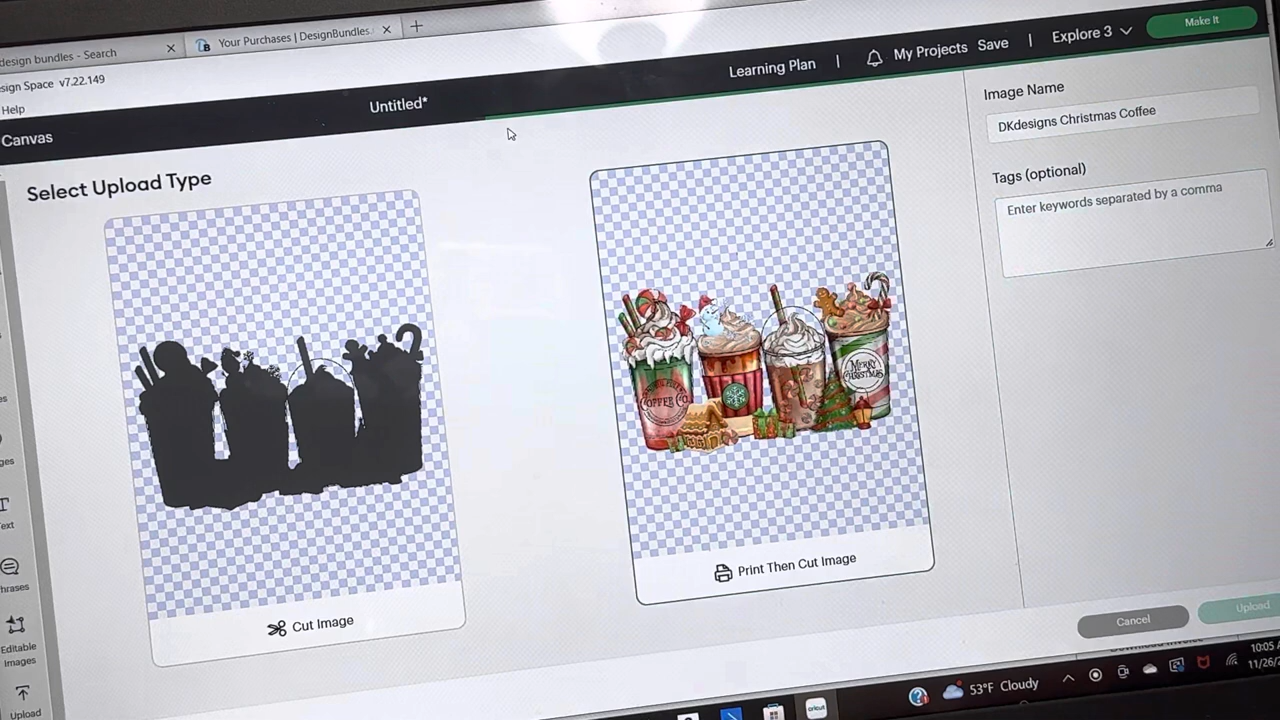 design bundles - Search
Your Purchases | DesignBundles.
sign Space v7.22.149
Help
Canvas
Untitled*
Learning Plan
|
My Projects
Save
|
Explore 3
Make It
Select Upload Type
Image Name
DKdesigns Christmas Coffee
Tags (optional)
Enter keywords separated by a comma
COFFEE CO.
MERRY
CHRISTMAS
Cut Image
Print Then Cut Image
Text
hrases
Editable
Images
Upload
Cancel
Upload
53°F Cloudy
cricut
10:05
11/26/2